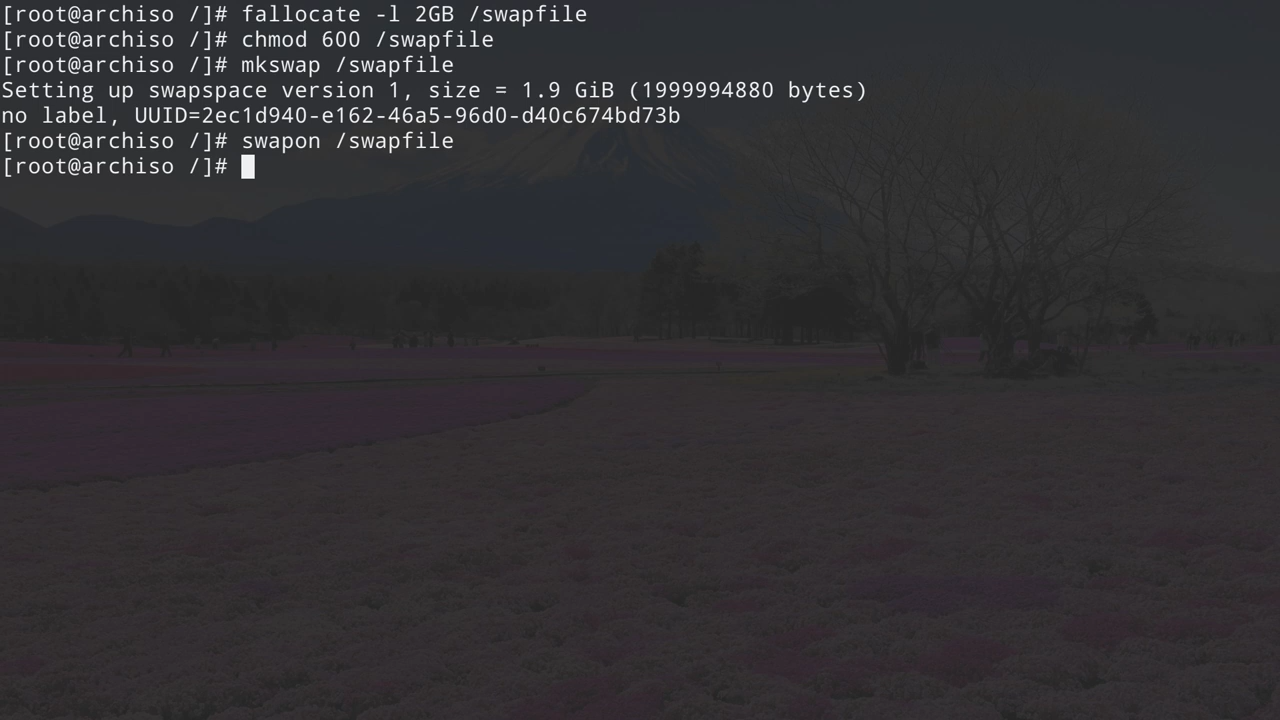 [root@archiso /]# fallocate -l 2GB /swapfile
[root@archiso /]# chmod 600 /swapfile
[root@archiso /]# mkswap /swapfile
Setting up swapspace version 1, size = 1.9 GiB (1999994880 bytes)
no label, UUID=2ec1d940-e162-46a5-96d0-d40c674bd73b
[root@archiso /]# swapon /swapfile
[root@archiso /]#